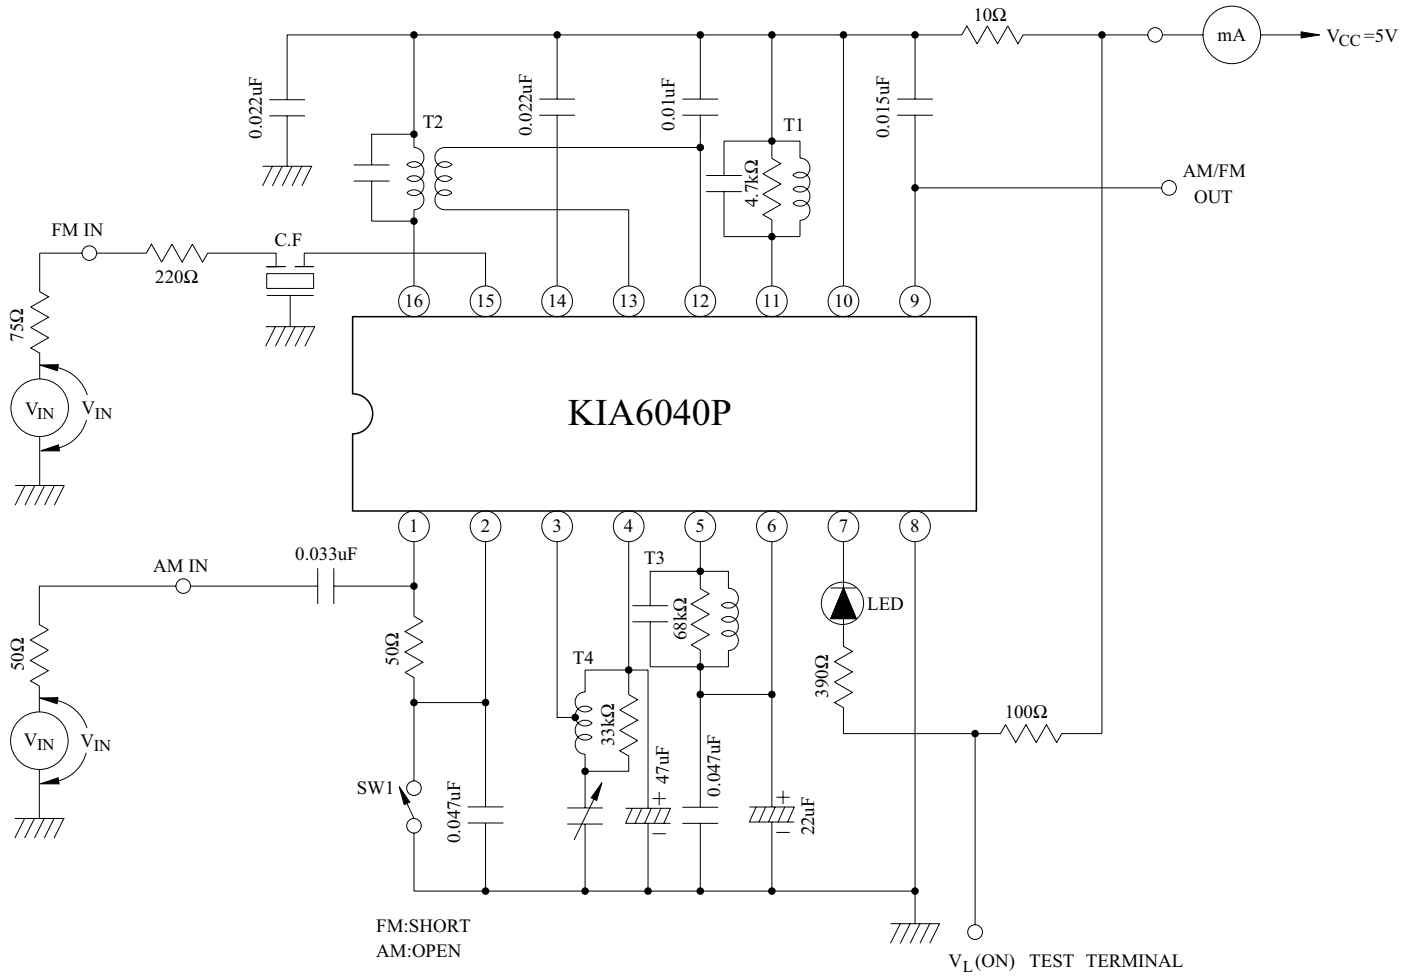 10Ω
mA
VCC=5V
0.022uF
0.022uF
0.01uF
0.015uF
T2
T1
4.7kΩ
AM/FM
OUT
FM IN
C.F
220Ω
75Ω
VIN
VIN
16
15
14
13
12
11
10
9
KIA6040P
1
2
3
4
5
6
7
8
0.033uF
AM IN
T3
LED
50Ω
50Ω
68kΩ
T4
390Ω
33kΩ
100Ω
VIN
VIN
SW1
0.047uF
47uF
0.047uF
22uF
+
−
+
−
FM:SHORT
AM:OPEN
VL(ON) TEST TERMINAL